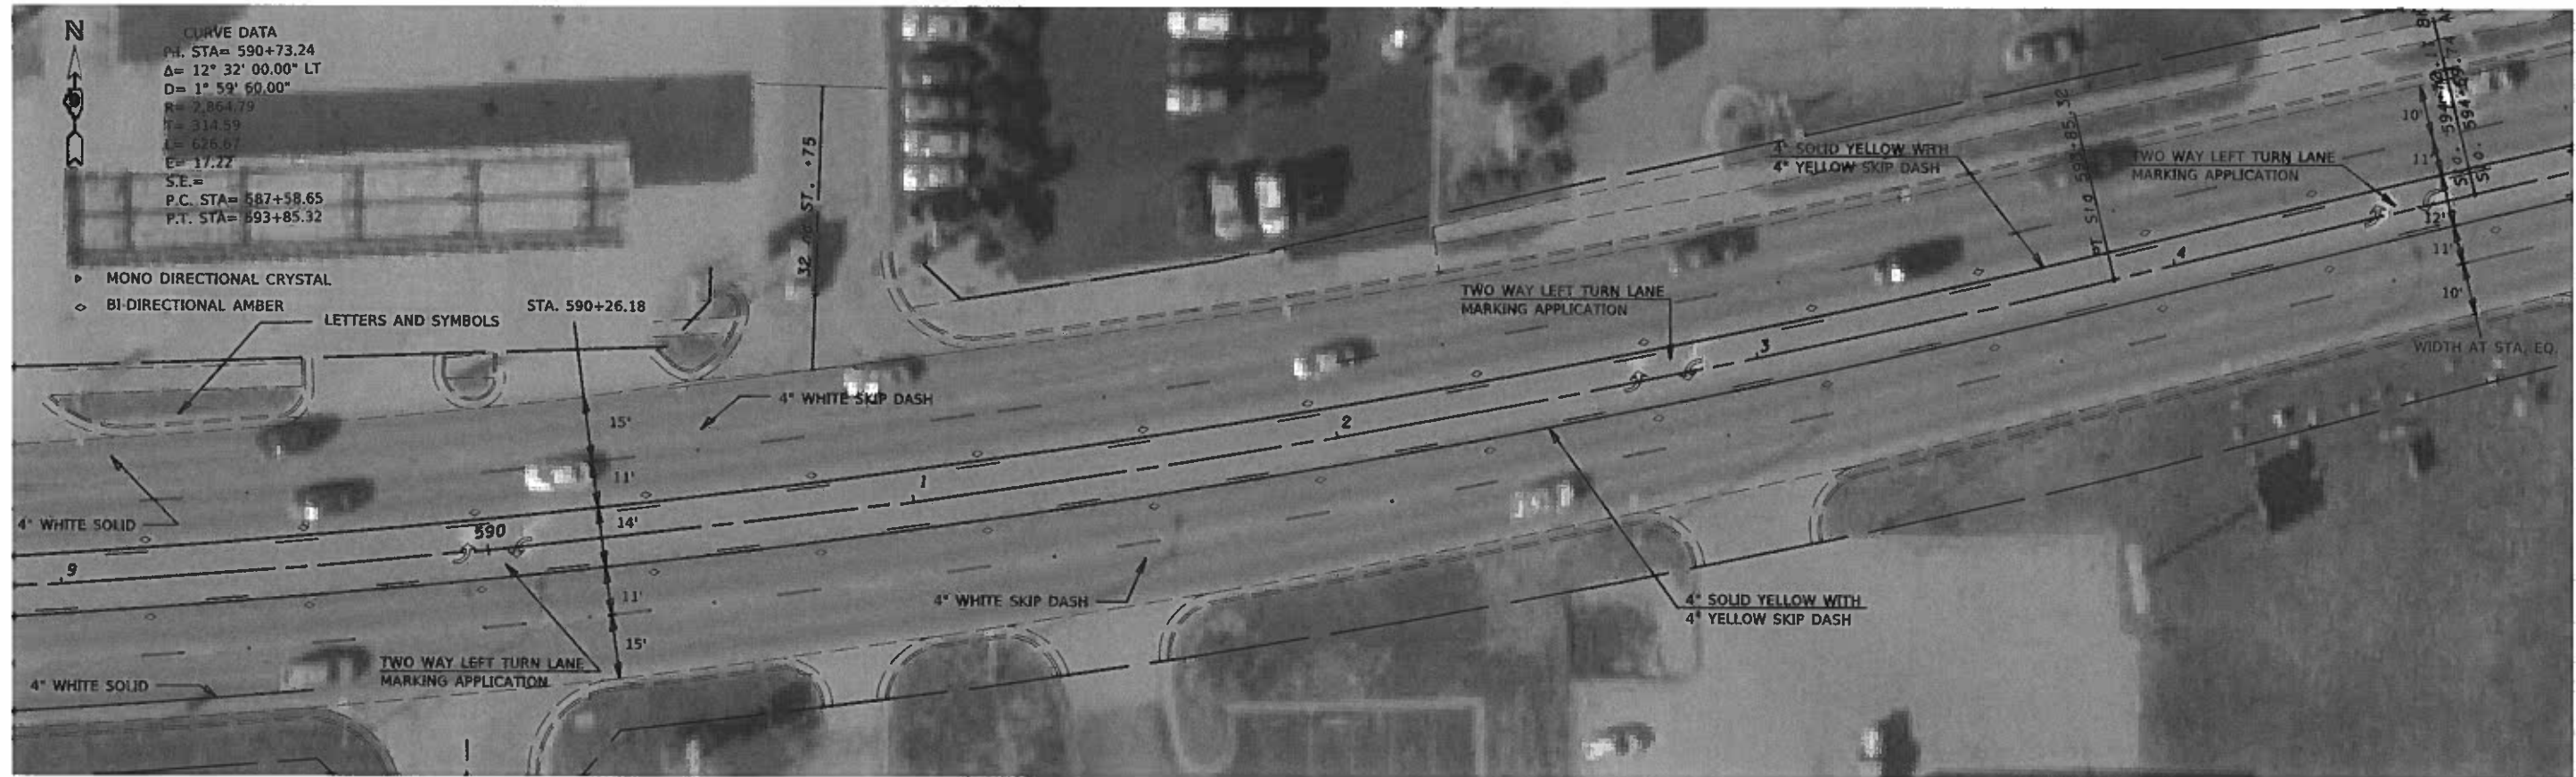 N
CURVE DATA
P.I. STA= 590+73.24
Δ= 12° 32' 00.00" LT
D= 1° 59' 60.00"
R= 2,864.79
T= 314.59
L= 626.67
E= 17.22
S.E.=
P.C. STA= 587+58.65
P.T. STA= 593+85.32
MONO DIRECTIONAL CRYSTAL
BI-DIRECTIONAL AMBER
LETTERS AND SYMBOLS
STA. 590+26.18
32 ST. +75
4" WHITE SKIP DASH
15'
11'
14'
11'
15'
4" WHITE SOLID
590
9
1
2
3
4
4" WHITE SOLID
TWO WAY LEFT TURN LANE
MARKING APPLICATION
4" WHITE SKIP DASH
TWO WAY LEFT TURN LANE
MARKING APPLICATION
4" SOLID YELLOW WITH
4" YELLOW SKIP DASH
4" SOLID YELLOW WITH
4" YELLOW SKIP DASH
TWO WAY LEFT TURN LANE
MARKING APPLICATION
PT Sta 593+85.32
10'
11'
12'
11'
10'
WIDTH AT STA. EQ.